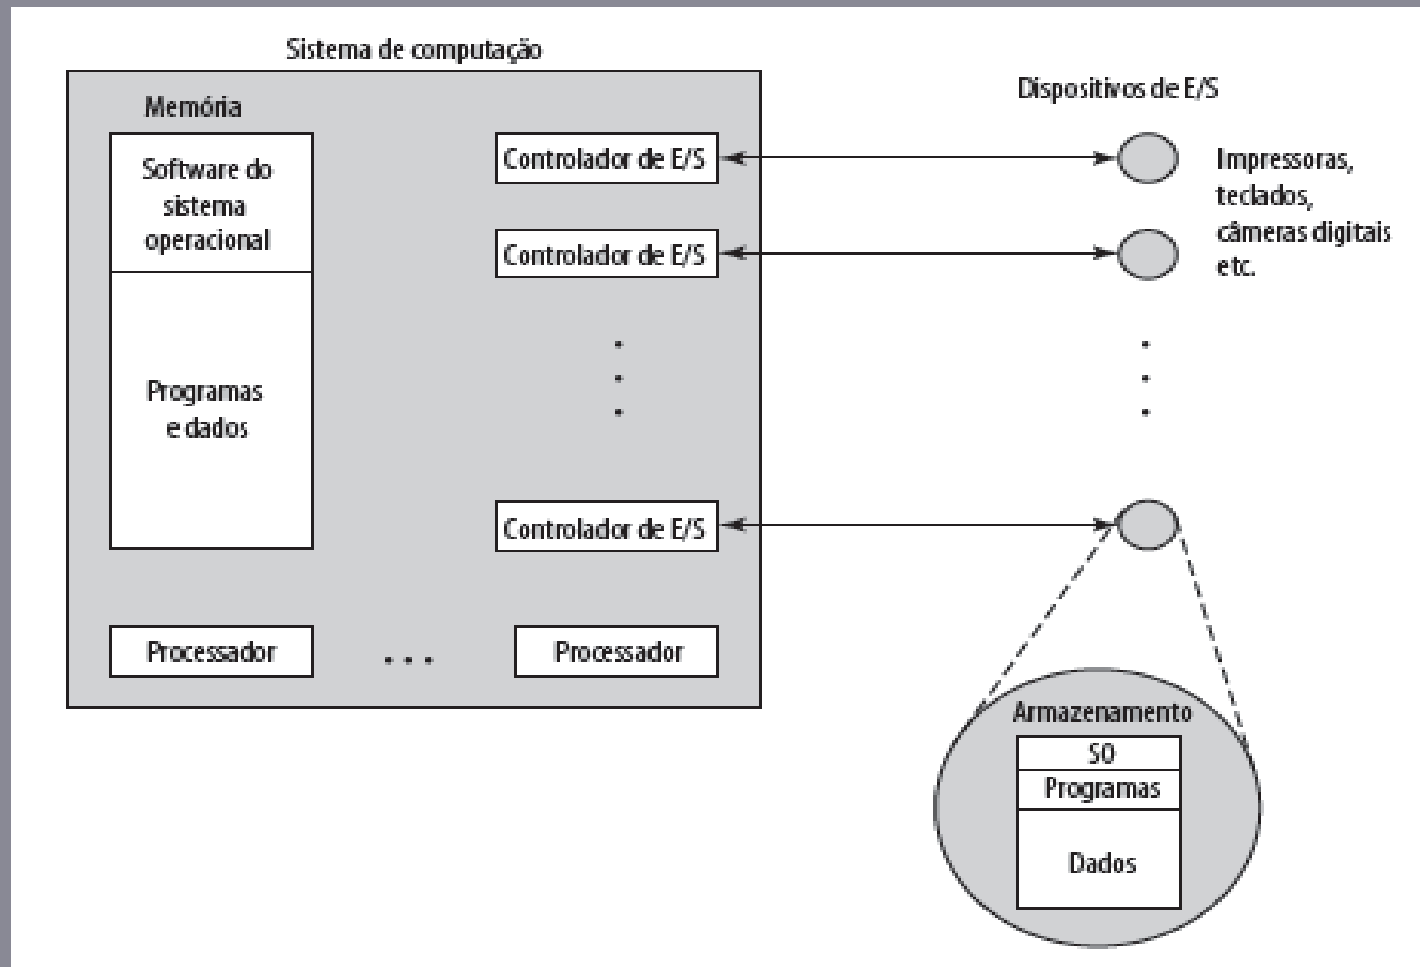 Sistema de computação
Memória
Software do
sistema
operacional
Programas
e dados
Controlador de E/S
Controlador de E/S
Controlador de E/S
Processador
Processador
Dispositivos de E/S
Impressoras,
teclados,
câmeras digitais
etc.
Armazenamento
SO
Programas
Dados